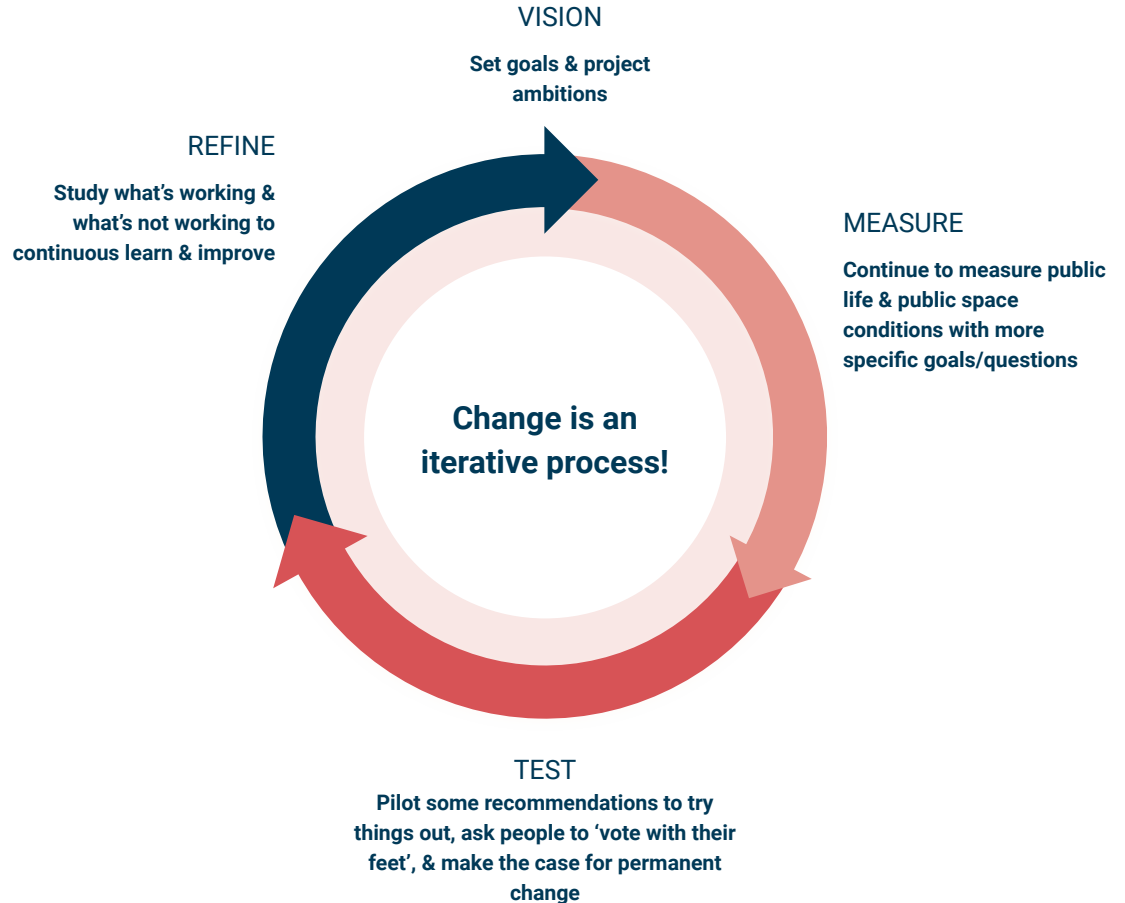 VISION
Set goals & project
ambitions
REFINE
Study what’s working &
what’s not working to
continuous learn & improve
MEASURE
Continue to measure public
life & public space
conditions with more
specific goals/questions
Change is an
iterative process!
TEST
Pilot some recommendations to try
things out, ask people to ‘vote with their
feet’, & make the case for permanent
change